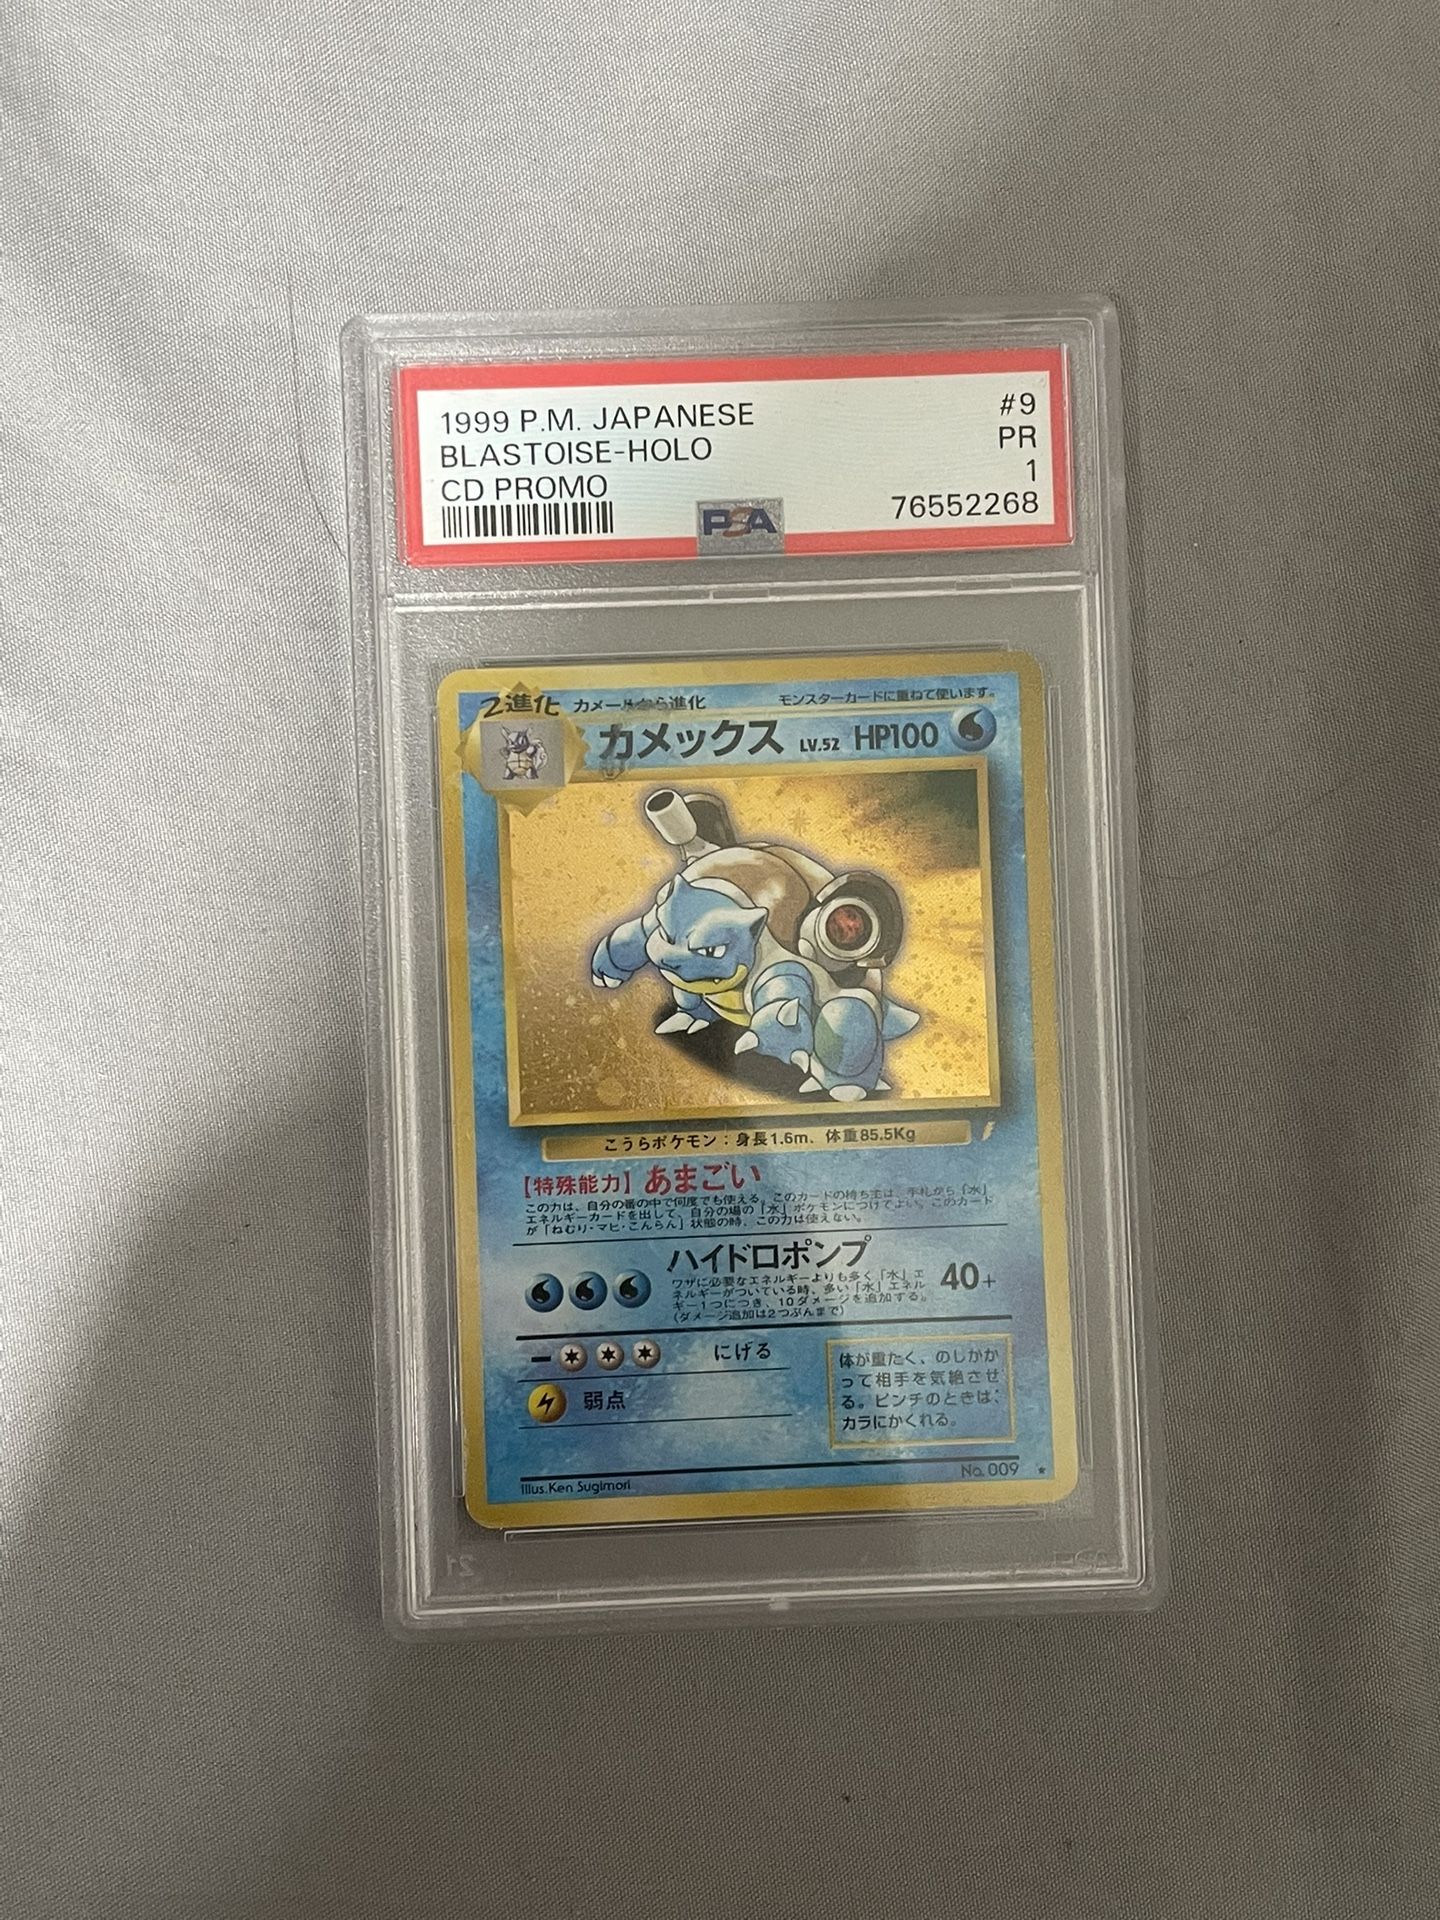 1999 P.M. JAPANESE #9
BLASTOISE-HOLO PR
CD PROMO 1
PSA 76552268
2進化 カメールから進化 モンスターカードに重ねて使います。
カメックス LV.52 HP100
こうらポケモン：身長1.6m、体重85.5Kg
【特殊能力】あまごい
この力は、自分の番の中で何度でも使える。このカードの持ち主は、手札から「水」
エネルギーカードを出して、自分の場の「水」ポケモンにつけてよい。このカード
が「ねむり・マヒ・こんらん」状態の時、この力は使えない。
ハイドロポンプ
ワザに必要なエネルギーよりも多く「水」エ
ネルギーがついている時、多い「水」エネル
ギー1つにつき、10ダメージを追加する。
（ダメージ追加は2つぶんまで）
40+
にげる
弱点
体が重たく、のしかか
って相手を気絶させ
る。ピンチのときは、
カラにかくれる。
No.009 ★
Illus.Ken Sugimori